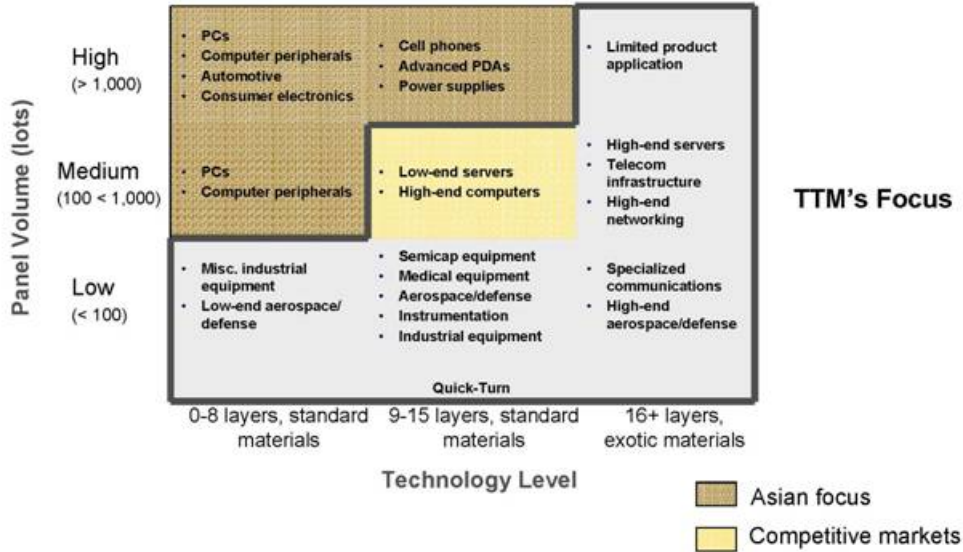 Panel Volume (lots)
High
(> 1,000)
• PCs
• Computer peripherals
• Automotive
• Consumer electronics
• Cell phones
• Advanced PDAs
• Power supplies
• Limited product
application
Medium
(100 < 1,000)
• PCs
• Computer peripherals
• Low-end servers
• High-end computers
• High-end servers
• Telecom
infrastructure
• High-end
networking
TTM's Focus
Low
(< 100)
• Misc. industrial
equipment
• Low-end aerospace/
defense
• Semicap equipment
• Medical equipment
• Aerospace/defense
• Instrumentation
• Industrial equipment
• Specialized
communications
• High-end
aerospace/defense
Quick-Turn
0-8 layers, standard
materials
9-15 layers, standard
materials
16+ layers,
exotic materials
Technology Level
Asian focus
Competitive markets